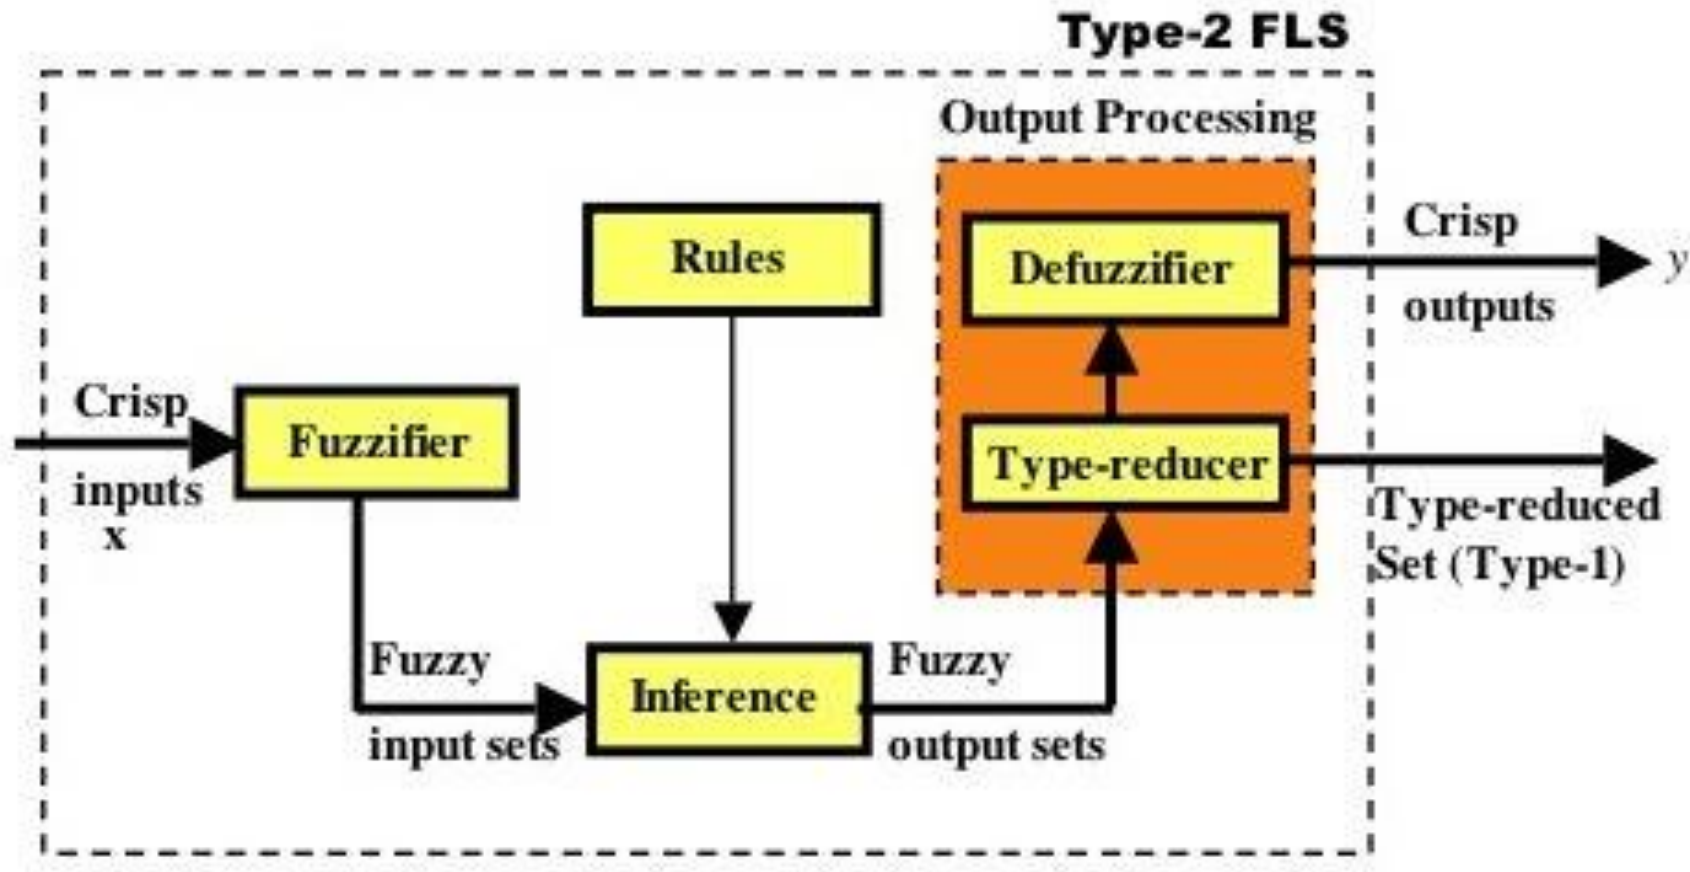 Type-2 FLS
Output Processing
Rules
Defuzzifier
Crisp
outputs
y
Crisp
inputs
x
Fuzzifier
Type-reducer
Type-reduced
Set (Type-1)
Fuzzy
input sets
Inference
Fuzzy
output sets